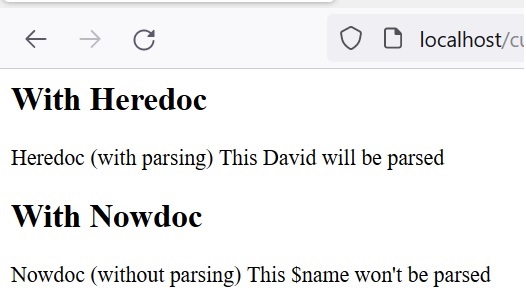 localhost/cu
With Heredoc
Heredoc (with parsing) This David will be parsed
With Nowdoc
Nowdoc (without parsing) This $name won't be parsed